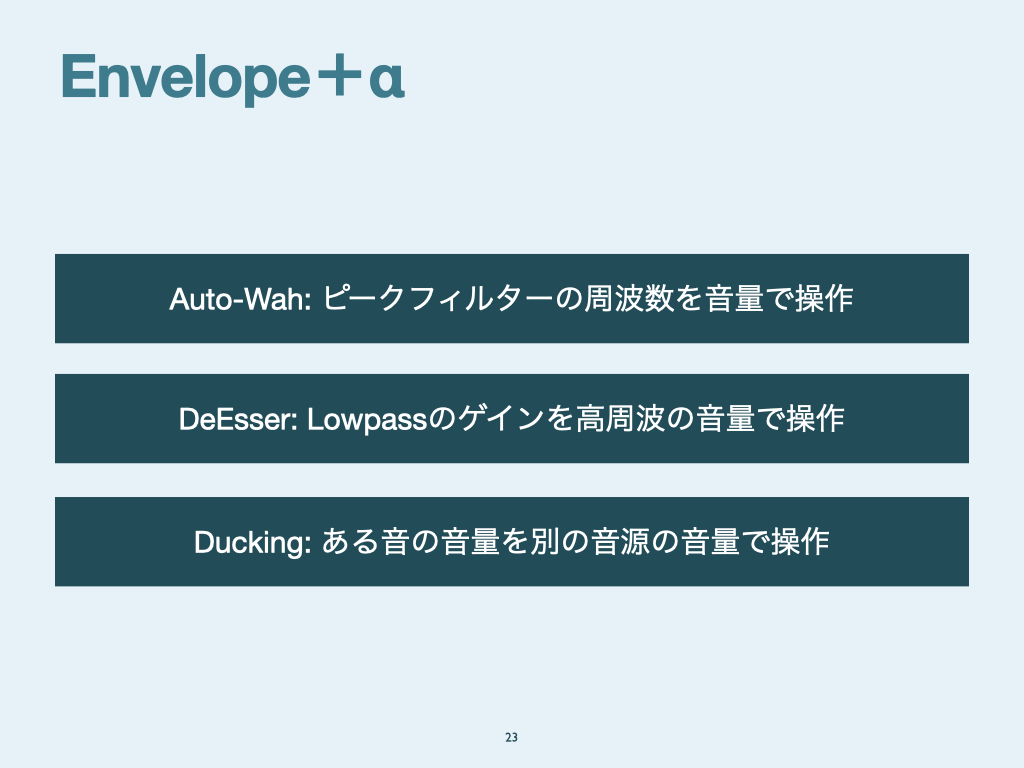 Envelope＋α
Auto-Wah: ピークフィルターの周波数を音量で操作
DeEsser: Lowpassのゲインを高周波の音量で操作
Ducking: ある音の音量を別の音源の音量で操作
23